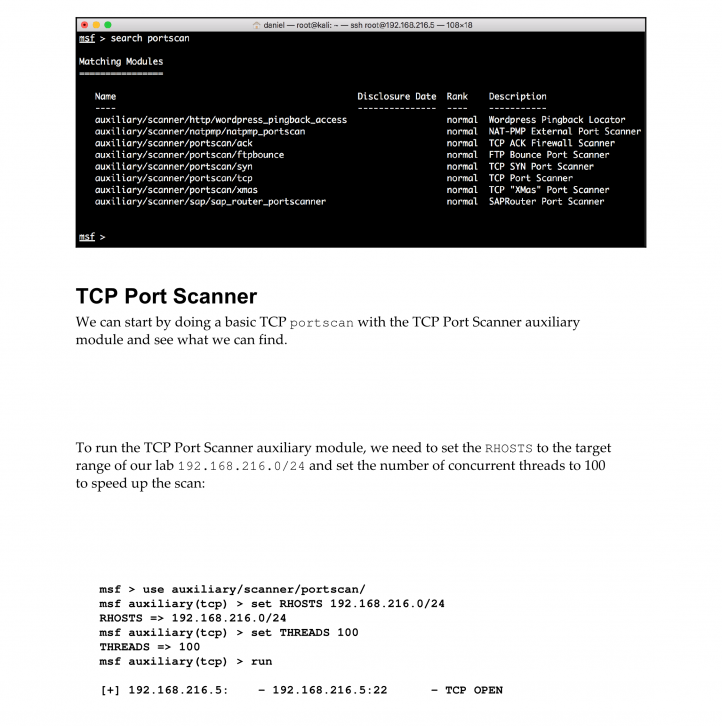 daniel — root@kali: ~ — ssh root@192.168.216.5 — 108×18
msf > search portscan
Matching Modules
================
Name Disclosure Date Rank Description
---- --------------- ---- -----------
auxiliary/scanner/http/wordpress_pingback_access normal Wordpress Pingback Locator
auxiliary/scanner/natpmp/natpmp_portscan normal NAT-PMP External Port Scanner
auxiliary/scanner/portscan/ack normal TCP ACK Firewall Scanner
auxiliary/scanner/portscan/ftpbounce normal FTP Bounce Port Scanner
auxiliary/scanner/portscan/syn normal TCP SYN Port Scanner
auxiliary/scanner/portscan/tcp normal TCP Port Scanner
auxiliary/scanner/portscan/xmas normal TCP "XMas" Port Scanner
auxiliary/scanner/sap/sap_router_portscanner normal SAPRouter Port Scanner
msf >
TCP Port Scanner
We can start by doing a basic TCP portscan with the TCP Port Scanner auxiliary
module and see what we can find.
To run the TCP Port Scanner auxiliary module, we need to set the RHOSTS to the target
range of our lab 192.168.216.0/24 and set the number of concurrent threads to 100
to speed up the scan:
msf > use auxiliary/scanner/portscan/
msf auxiliary(tcp) > set RHOSTS 192.168.216.0/24
RHOSTS => 192.168.216.0/24
msf auxiliary(tcp) > set THREADS 100
THREADS => 100
msf auxiliary(tcp) > run
[+] 192.168.216.5: - 192.168.216.5:22 - TCP OPEN